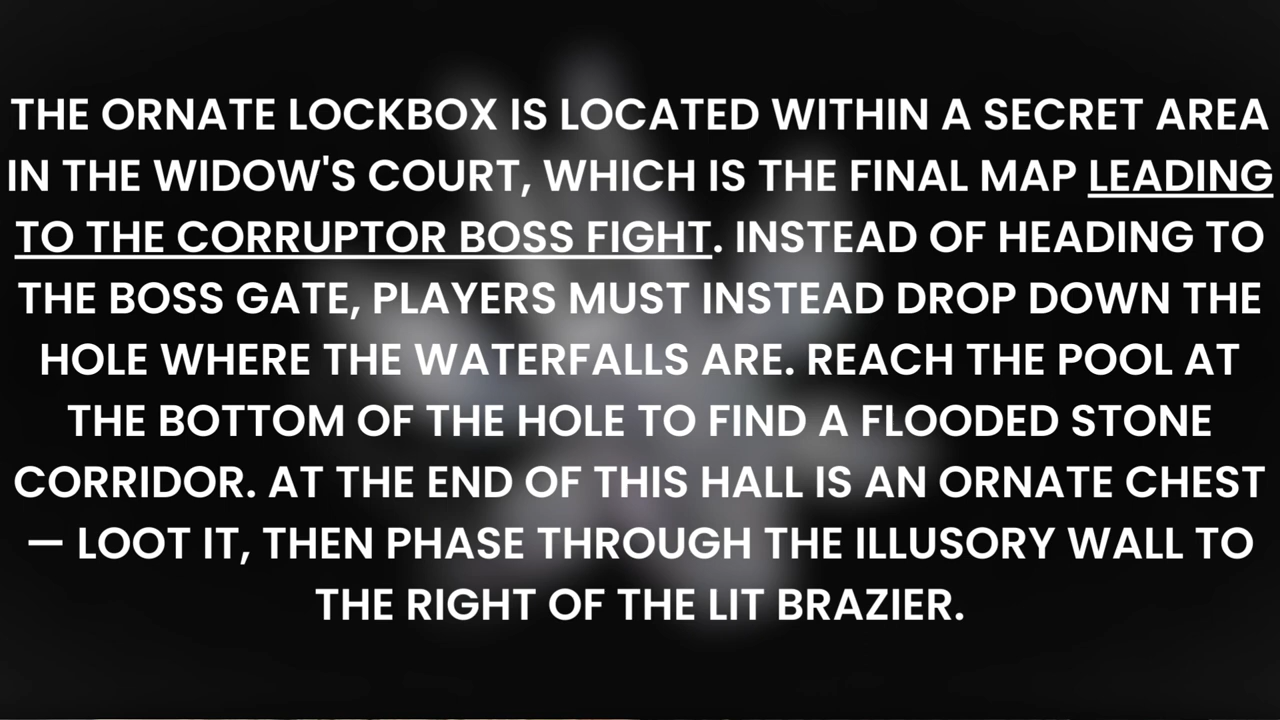 THE ORNATE LOCKBOX IS LOCATED WITHIN A SECRET AREA
IN THE WIDOW'S COURT, WHICH IS THE FINAL MAP LEADING
TO THE CORRUPTOR BOSS FIGHT. INSTEAD OF HEADING TO
THE BOSS GATE, PLAYERS MUST INSTEAD DROP DOWN THE
HOLE WHERE THE WATERFALLS ARE. REACH THE POOL AT
THE BOTTOM OF THE HOLE TO FIND A FLOODED STONE
CORRIDOR. AT THE END OF THIS HALL IS AN ORNATE CHEST
— LOOT IT, THEN PHASE THROUGH THE ILLUSORY WALL TO
THE RIGHT OF THE LIT BRAZIER.